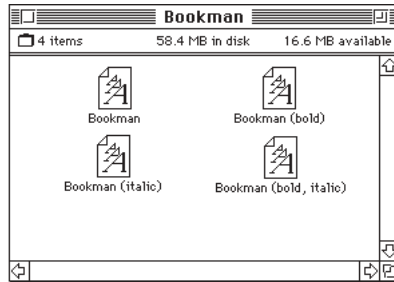 Bookman
4 items 58.4 MB in disk 16.6 MB available
Bookman Bookman (bold)
Bookman (italic) Bookman (bold, italic)